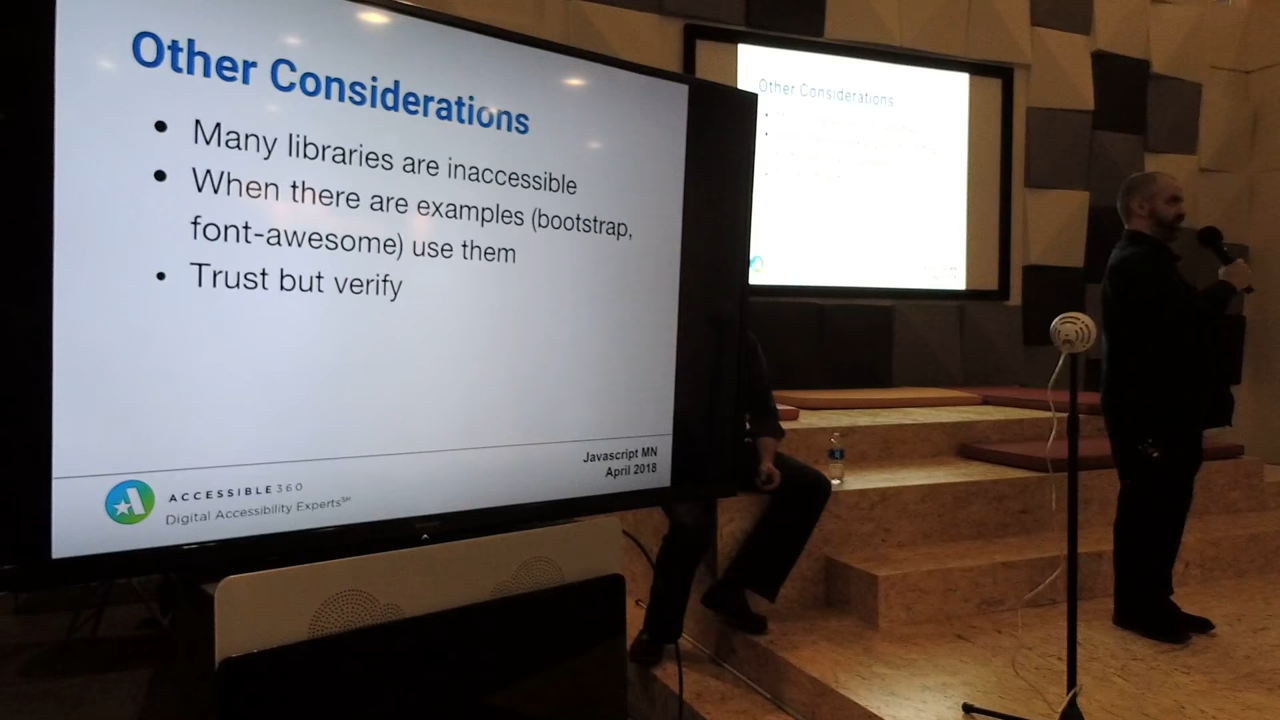 Other Considerations
• Many libraries are inaccessible
• When there are examples (bootstrap,
font-awesome) use them
• Trust but verify
Javascript MN
April 2018
ACCESSIBLE360
Digital Accessibility Experts℠
Other Considerations